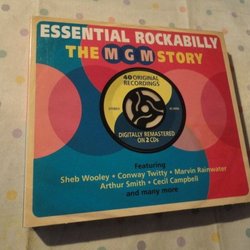 ESSENTIAL ROCKABILLY
THE MGM STORY
40 ORIGINAL
RECORDINGS
DIGITALLY REMASTERED
ON 2 CDs
Featuring
Sheb Wooley • Conway Twitty • Marvin Rainwater
Arthur Smith • Cecil Campbell
and many more